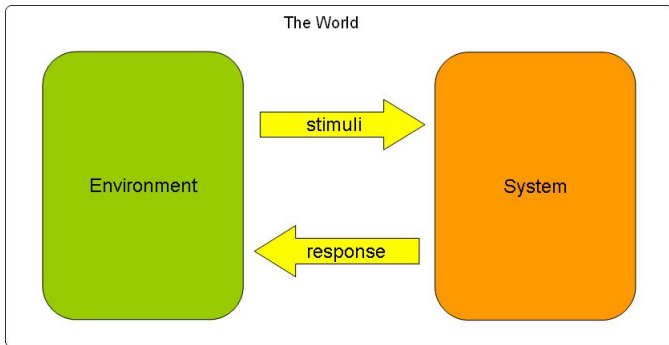 The World
stimuli
Environment
System
response